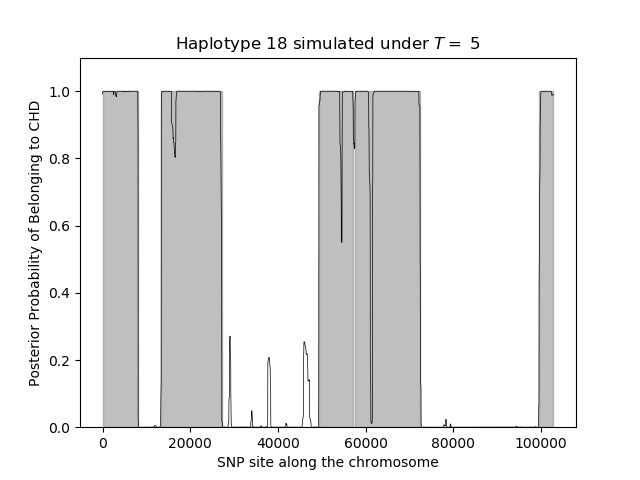 Haplotype 18 simulated under T = 5
Posterior Probability of Belonging to CHD
1.0
0.8
0.6
0.4
0.2
0.0
0 20000 40000 60000 80000 100000
SNP site along the chromosome